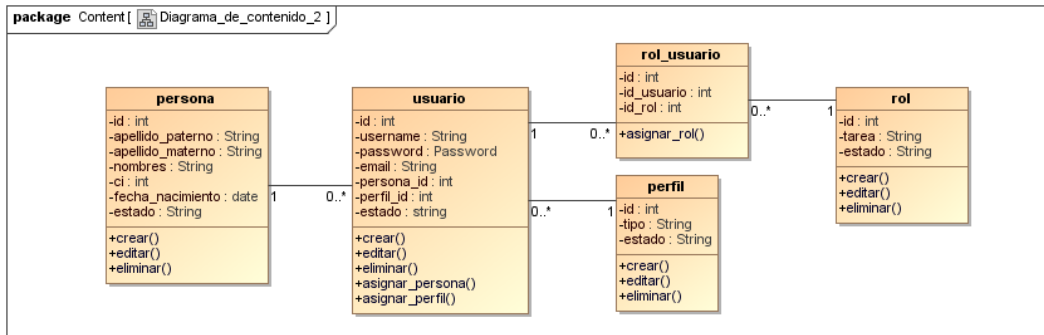 package Content[ Diagrama_de_contenido_2 ]
persona
-id : int
-apellido_paterno : String
-apellido_materno : String
-nombres : String
-ci : int
-fecha_nacimiento : date
-estado : String
+crear()
+editar()
+eliminar()
1
0..*
usuario
-id : int
-username : String
-password : Password
-email : String
-persona_id : int
-perfil_id : int
-estado : string
+crear()
+editar()
+eliminar()
+asignar_persona()
+asignar_perfil()
1
0..*
0..*
1
rol_usuario
-id : int
-id_usuario : int
-id_rol : int
+asignar_rol()
0..*
1
perfil
-id : int
-tipo : String
-estado : String
+crear()
+editar()
+eliminar()
rol
-id : int
-tarea : String
-estado : String
+crear()
+editar()
+eliminar()